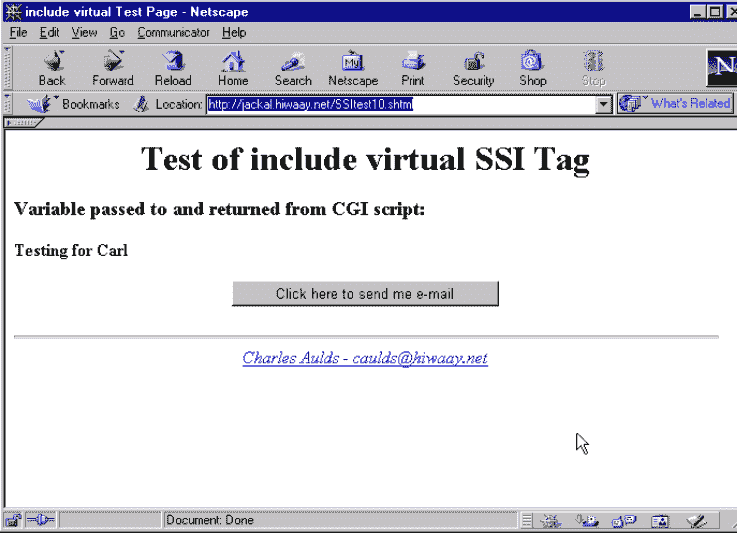 include virtual Test Page - Netscape
File Edit View Go Communicator Help
Back Forward Reload Home Search Netscape Print Security Shop Stop
N
Bookmarks Location: http://jackal.hiwaay.net/SSItest10.shtml What's Related
Test of include virtual SSI Tag
Variable passed to and returned from CGI script:
Testing for Carl
Click here to send me e-mail
Charles Aulds - caulds@hiwaay.net
Document: Done